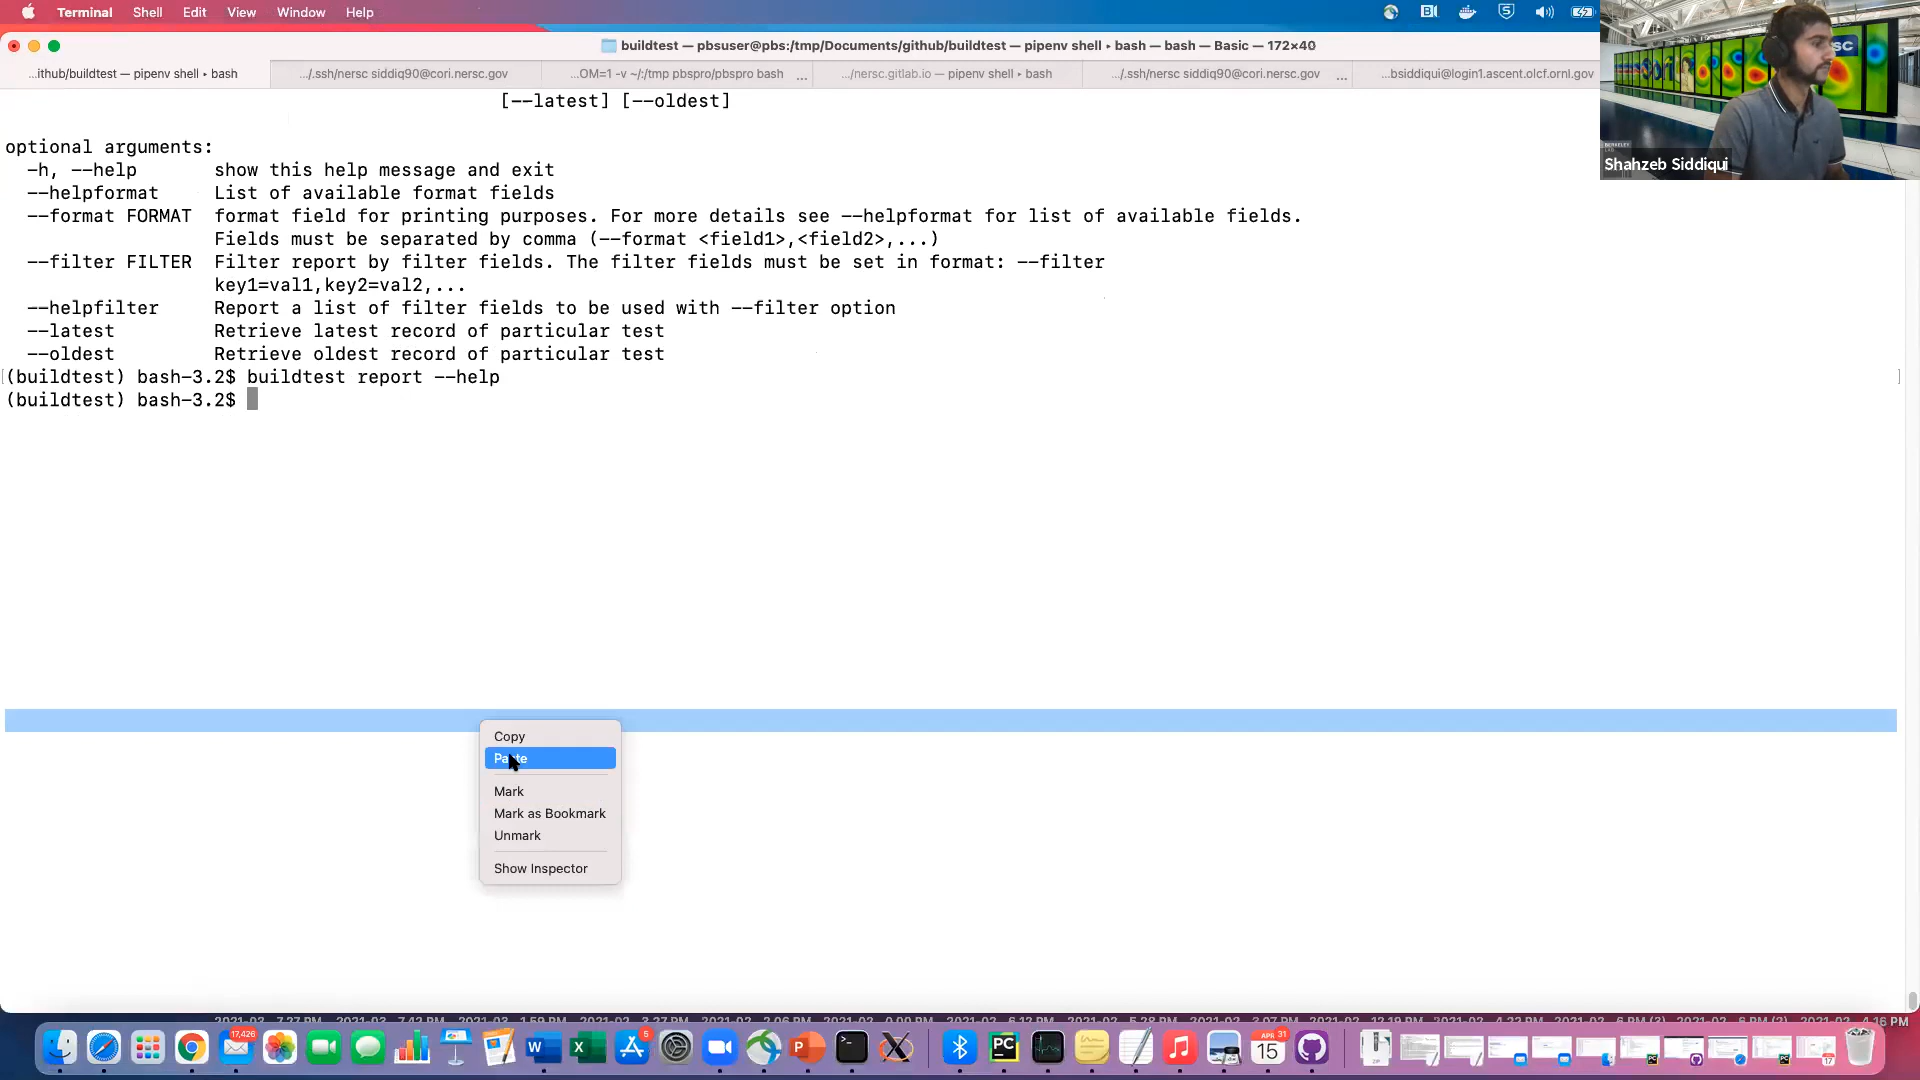 Terminal Shell Edit View Window Help
buildtest — pbsuser@pbs:/tmp/Documents/github/buildtest — pipenv shell ▸ bash — bash — Basic — 172×40
...ithub/buildtest — pipenv shell ▸ bash
.../.ssh/nersc siddiq90@cori.nersc.gov
...OM=1 -v ~/:/tmp pbspro/pbspro bash ...
.../nersc.gitlab.io — pipenv shell ▸ bash
.../.ssh/nersc siddiq90@cori.nersc.gov ...
...bsiddiqui@login1.ascent.olcf.ornl.gov
Shahzeb Siddiqui
[--latest] [--oldest]
optional arguments:
-h, --help show this help message and exit
--helpformat List of available format fields
--format FORMAT format field for printing purposes. For more details see --helpformat for list of available fields.
Fields must be separated by comma (--format <field1>,<field2>,...)
--filter FILTER Filter report by filter fields. The filter fields must be set in format: --filter
key1=val1,key2=val2,...
--helpfilter Report a list of filter fields to be used with --filter option
--latest Retrieve latest record of particular test
--oldest Retrieve oldest record of particular test
[(buildtest) bash-3.2$ buildtest report --help ]
(buildtest) bash-3.2$
Copy
Paste
Mark
Mark as Bookmark
Unmark
Show Inspector
17,426
5
APR 31
15
17